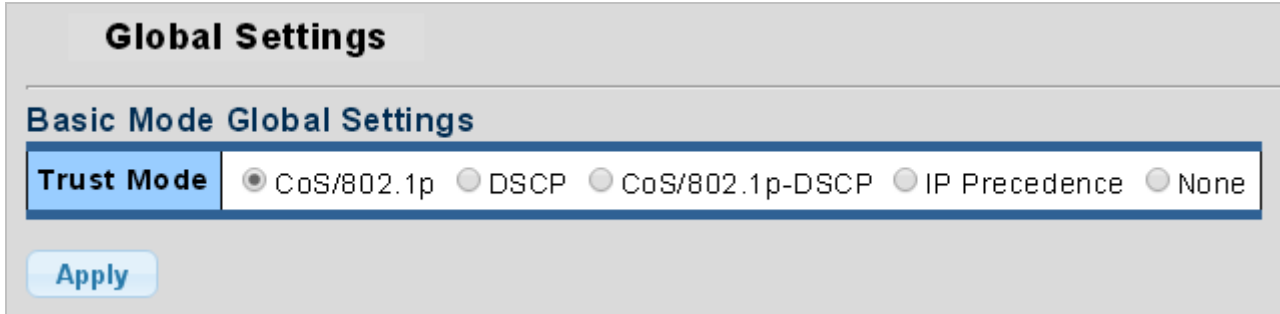 Global Settings
Basic Mode Global Settings
Trust Mode CoS/802.1p DSCP CoS/802.1p-DSCP IP Precedence None
Apply